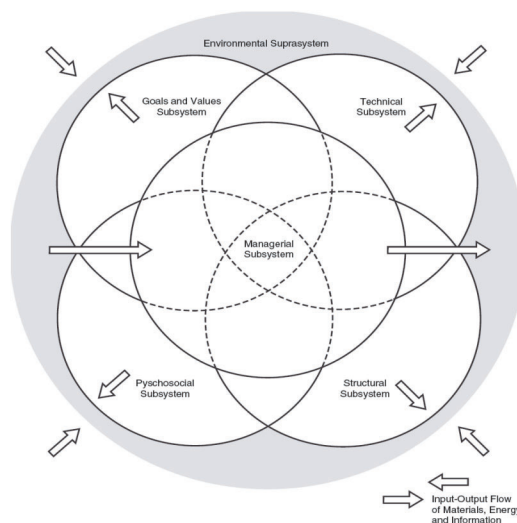 Environmental Suprasystem
Goals and Values
Subsystem
Technical
Subsystem
Managerial
Subsystem
Pyschosocial
Subsystem
Structural
Subsystem
Input-Output Flow
of Materials, Energy
and Information